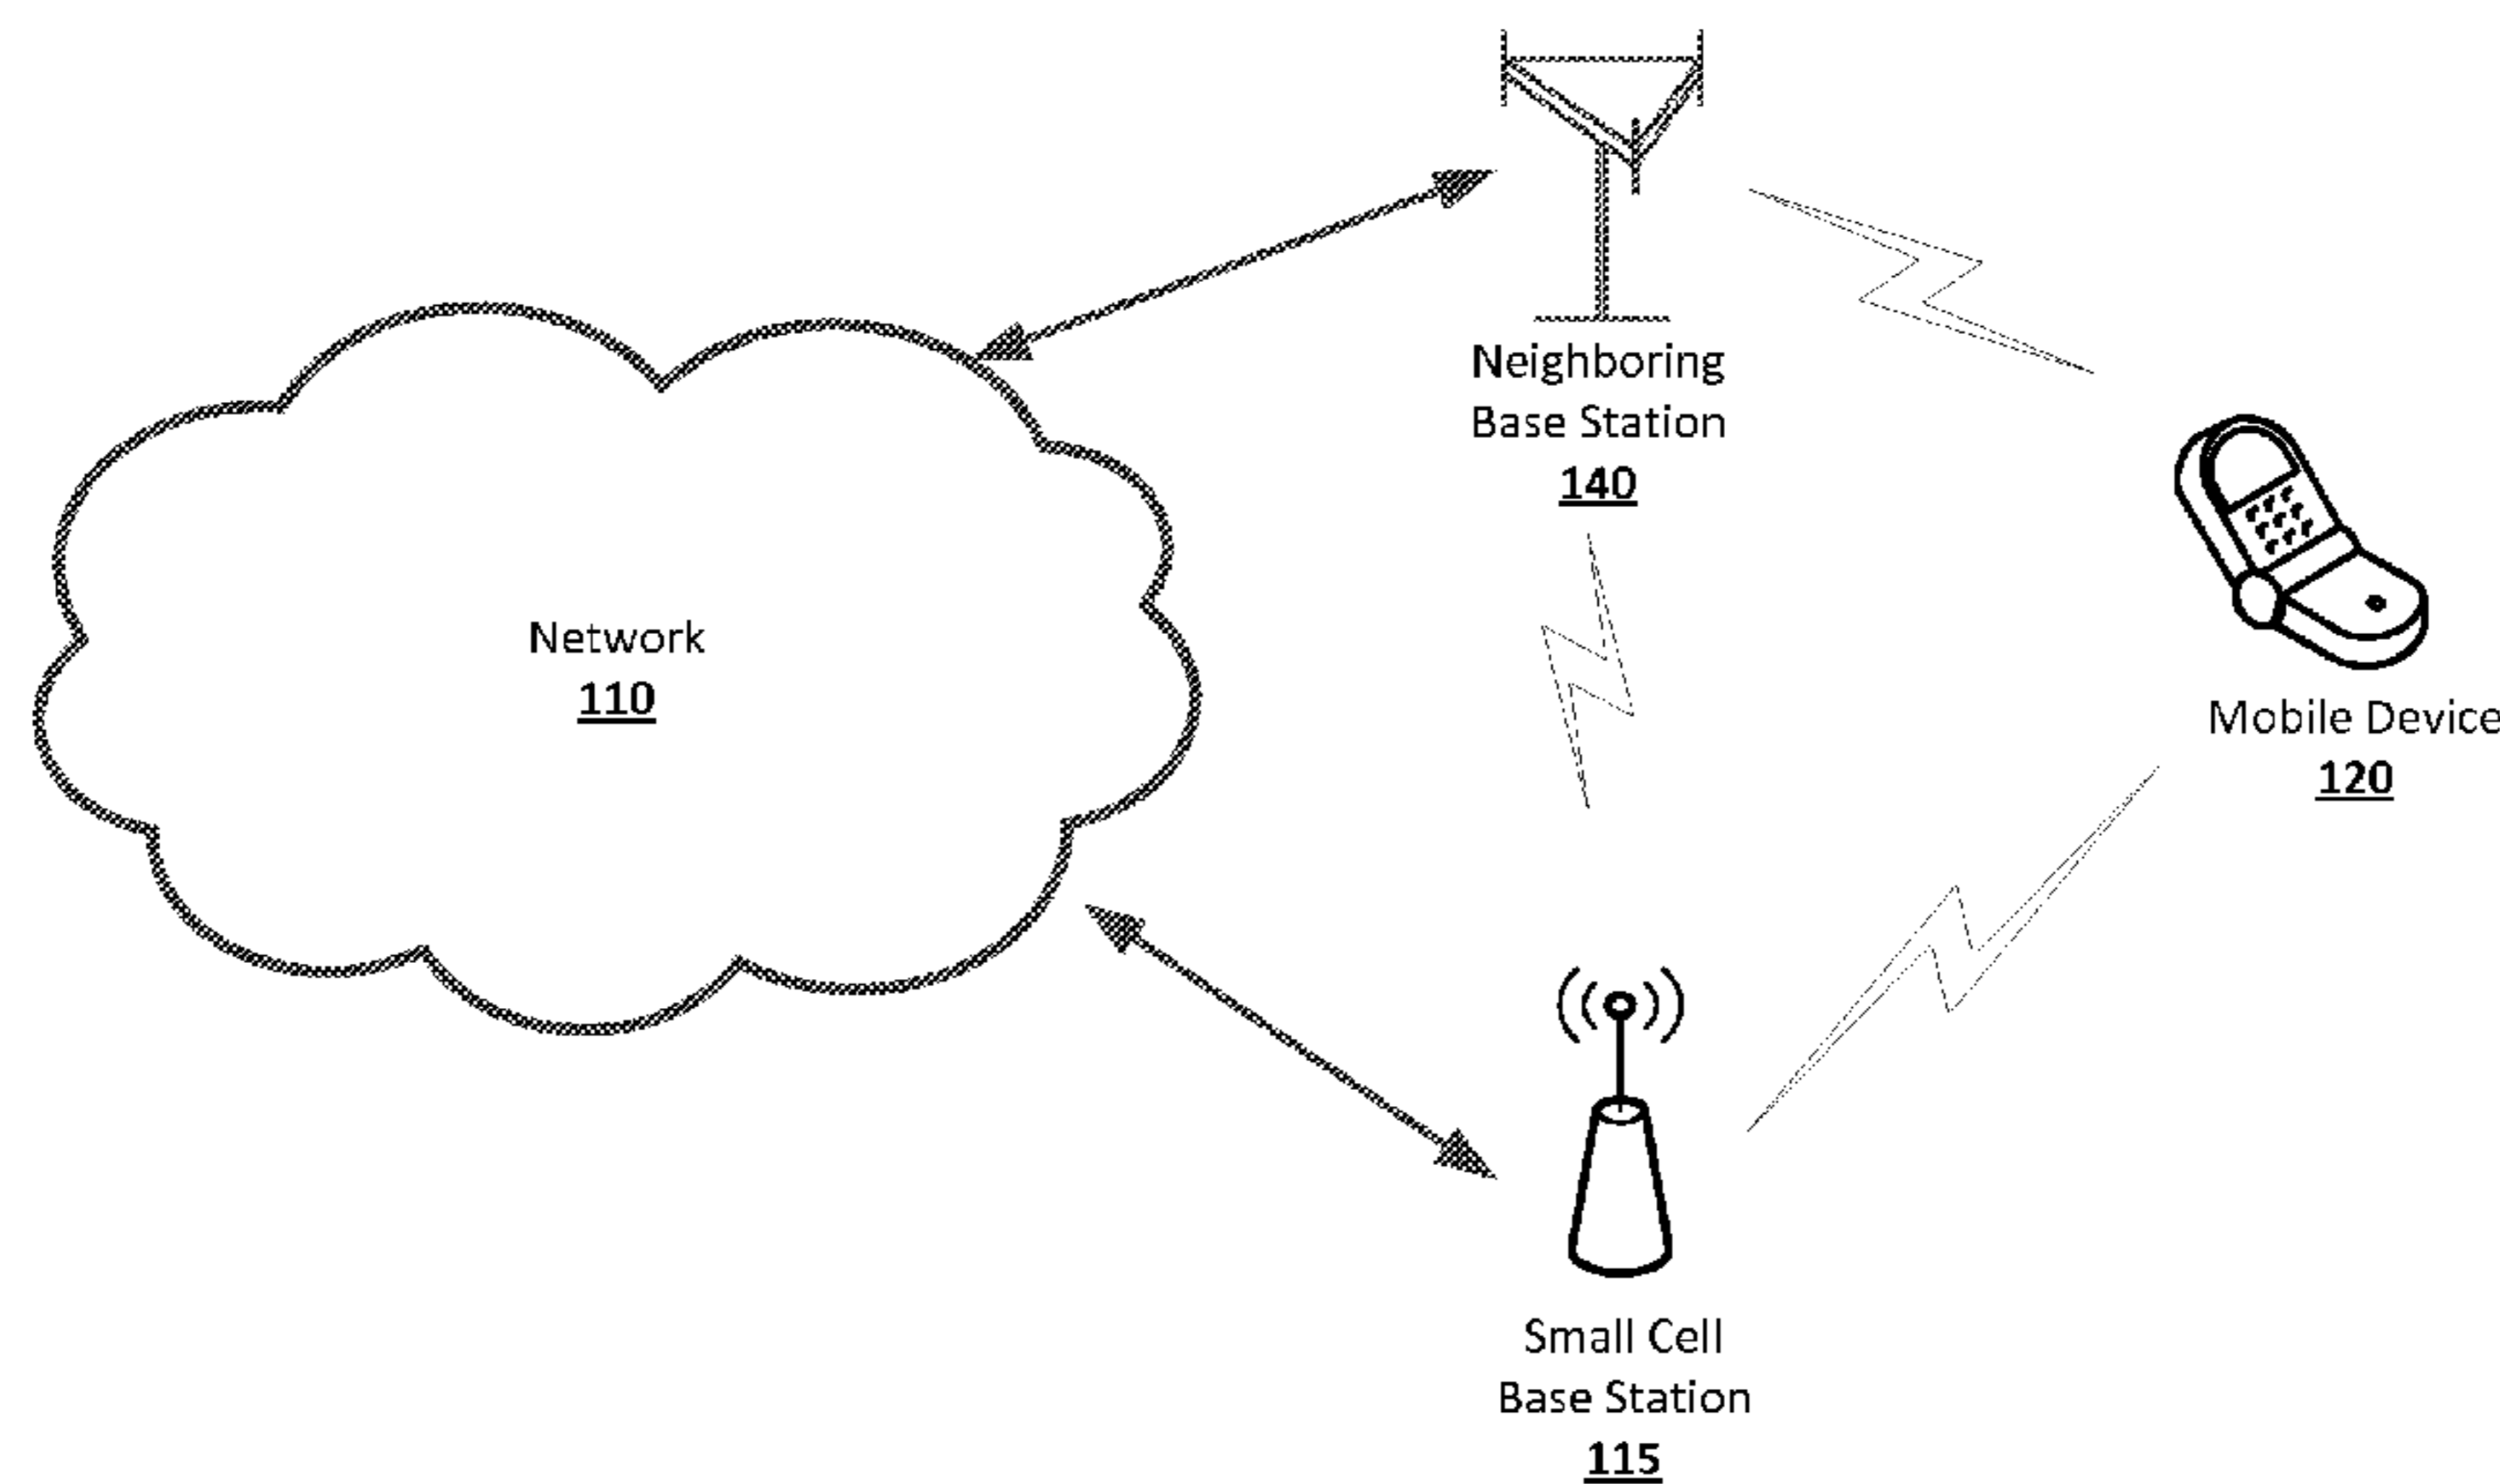 Neighboring
Base Station
140
Network
110
Mobile Device
120
Small Cell
Base Station
115